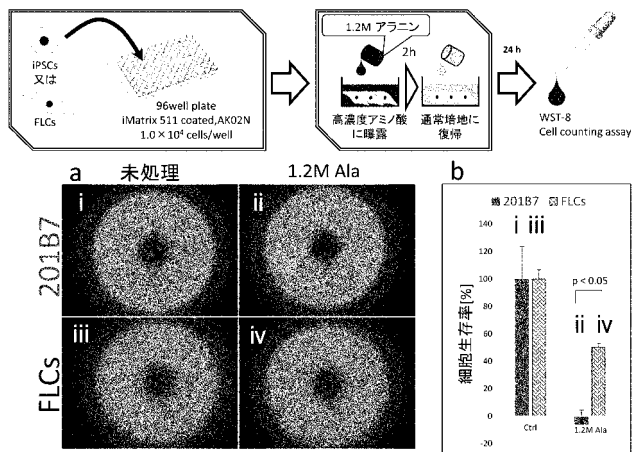 iPSCs
又は
FLCs
96well plate
iMatrix 511 coated,AK02N
1.0×10⁴ cells/well
1.2M アラニン
2h
高濃度アミノ酸
に曝露
通常培地に
復帰
24 h
WST-8
Cell counting assay
a
未処理
1.2M Ala
201B7
FLCs
i
ii
iii
iv
b
201B7
FLCs
細胞生存率[%]
140
120
100
80
60
40
20
0
-20
i
iii
p < 0.05
ii
iv
Ctrl
1.2M Ala